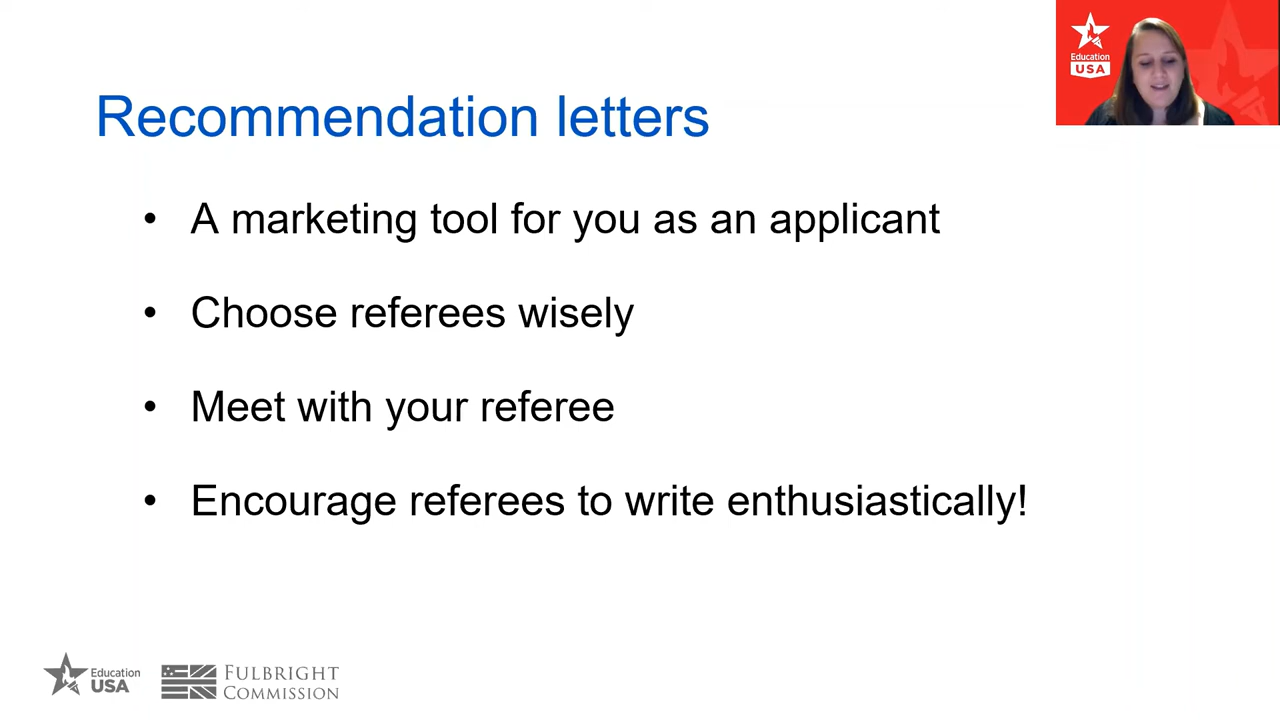 Education
USA
Recommendation letters
• A marketing tool for you as an applicant
• Choose referees wisely
• Meet with your referee
• Encourage referees to write enthusiastically!
Education
USA
FULBRIGHT
COMMISSION